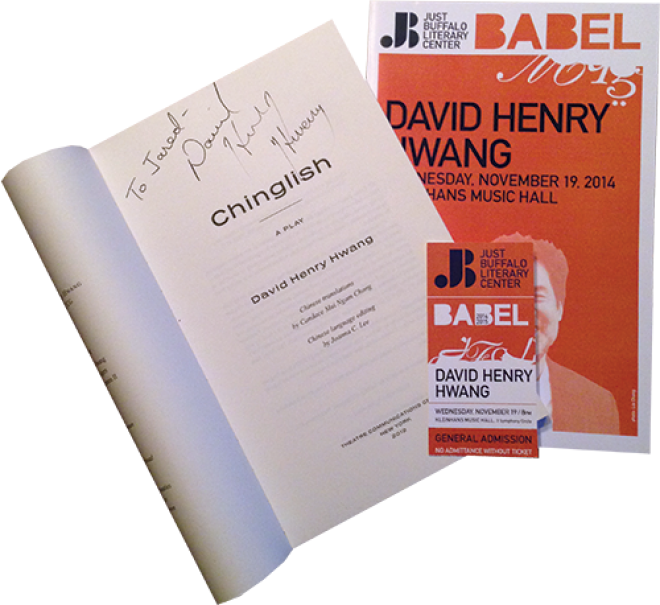 To Jared-
David
Henry
Hwang
Chinglish
A PLAY
David Henry Hwang
Chinese translations
by Candace Mui Ngam Chong
Chinese language editing
by Joanna C. Lee
THEATRE COMMUNICATIONS
NEW YORK
2012
JUST
BUFFALO
LITERARY
CENTER
BABEL
DAVID HENRY
HWANG
NESDAY, NOVEMBER 19, 2014
HANS MUSIC HALL
JUST
BUFFALO
LITERARY
CENTER
BABEL
2014
2015
DAVID HENRY
HWANG
WEDNESDAY, NOVEMBER 19 / 8PM
KLEINHANS MUSIC HALL, 3 Symphony Circle
GENERAL ADMISSION
NO ADMITTANCE WITHOUT TICKET